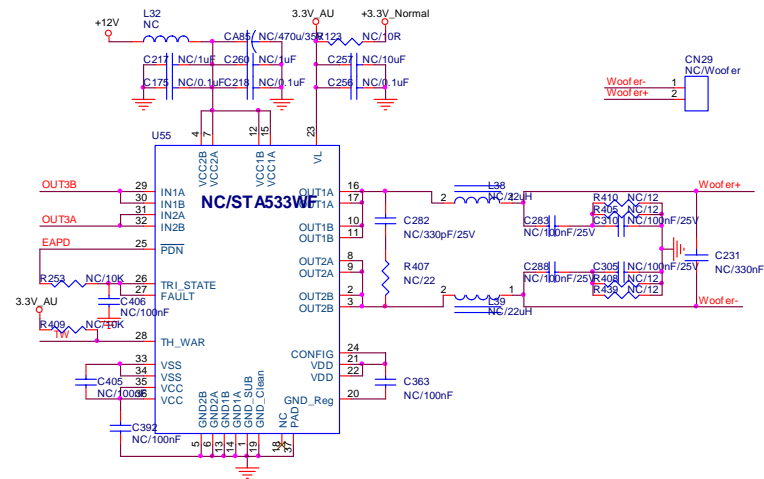 L32
NC
+12V
3.3V_AU
+3.3V_Normal
CA85
NC/470u/35V
R123
NC/10R
C217
NC/1uF
C260
NC/1uF
C257
NC/10uF
C175
NC/0.1uF
C218
NC/0.1uF
C256
NC/0.1uF
CN29
NC/Woofer
Woofer-
1
Woofer+
2
U55
4
7
12
15
23
VCC2B
VCC2A
VCC1B
VCC1A
VL
NC/STA533WF
OUT3B
29
IN1A
30
IN1B
31
IN2A
OUT3A
32
IN2B
EAPD
25
PDN
R253
NC/10K
26
TRI_STATE
27
FAULT
3.3V_AU
C406
NC/100nF
R409
NC/10K
TW
28
TH_WAR
33
VSS
34
VSS
35
VCC
36
VCC
C405
NC/100nF
C392
NC/100nF
OUT1A
16
OUT1A
17
OUT1B
10
OUT1B
11
OUT2A
8
OUT2A
9
OUT2B
2
OUT2B
3
CONFIG
24
VDD
21
VDD
22
GND_Reg
20
C282
NC/330pF/25V
R407
NC/22
C363
NC/100nF
2
L38
1
NC/22uH
2
L39
1
NC/22uH
R410
NC/12
R405
NC/12
C283
NC/100nF/25V
C310
NC/100nF/25V
C288
NC/100nF/25V
C305
NC/100nF/25V
R408
NC/12
R439
NC/12
Woofer+
C231
NC/330nF
Woofer-
GND2B
GND2A
GND1B
GND1A
GND_SUB
GND_Clean
NC
PAD
5
6
13
14
1
19
18
37